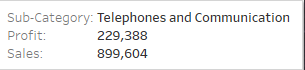 Sub-Category: Telephones and Communication
Profit: 229,388
Sales: 899,604